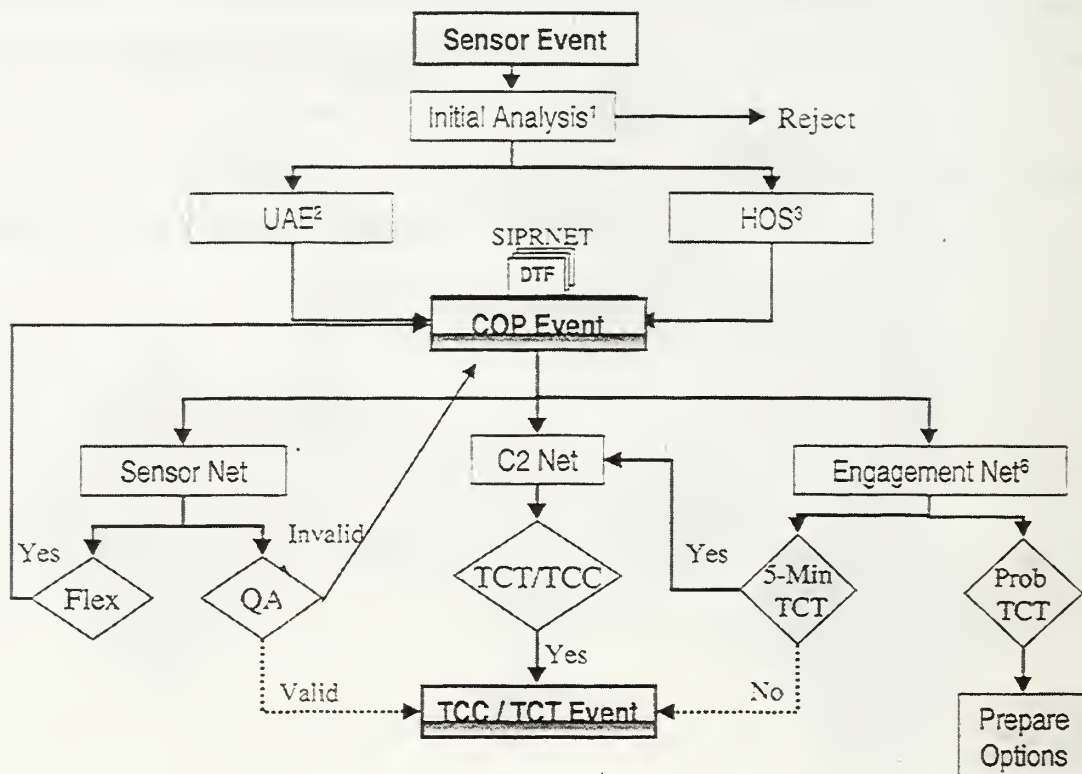 Sensor Event
Initial Analysis¹
Reject
UAE²
HOS³
SIPRNET
DTF
COP Event
Sensor Net
C2 Net
Engagement Net⁶
Yes
Invalid
Yes
Flex
QA
TCT/TCC
5-Min
TCT
Prob
TCT
Valid
Yes
No
TCC / TCT Event
Prepare
Options